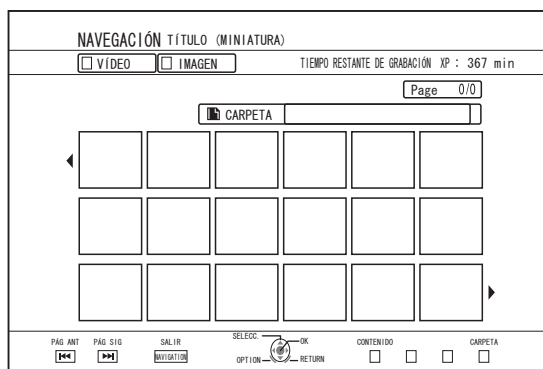 NAVEGACIÓN TÍTULO (MINIATURA)
VÍDEO IMAGEN TIEMPO RESTANTE DE GRABACIÓN XP : 367 min
Page 0/0
CARPETA
PÁG ANT PÁG SIG SALIR SELECC. OK CONTENIDO CARPETA
NAVIGATION OPTION RETURN